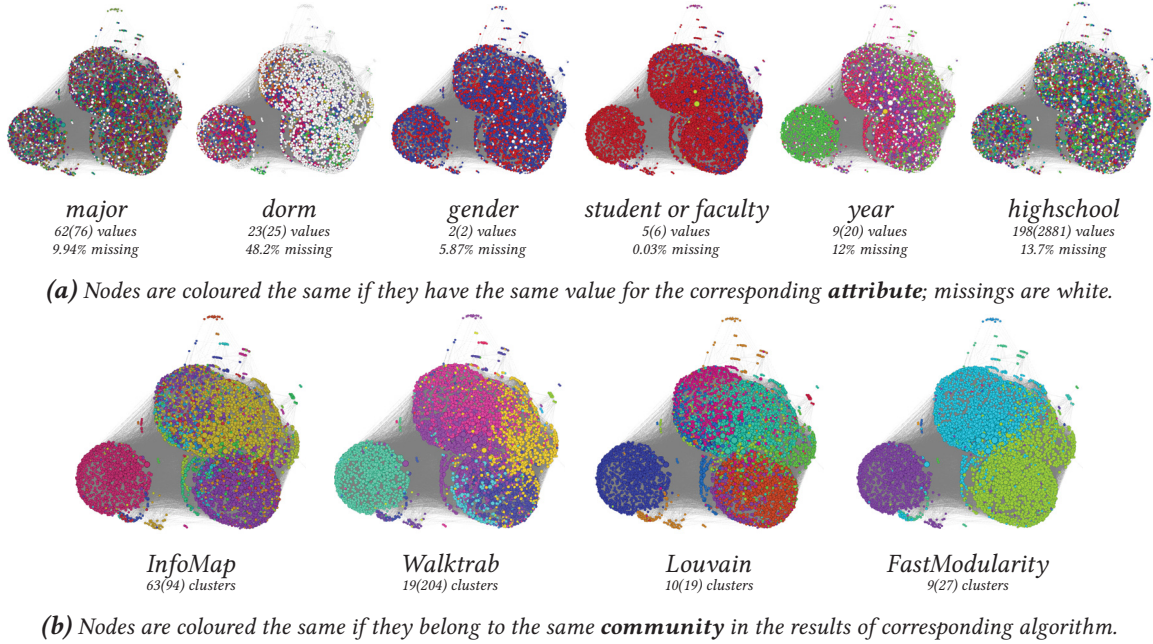 major dorm gender student or faculty year highschool
62(76) values 23(25) values 2(2) values 5(6) values 9(20) values 198(2881) values
9.94% missing 48.2% missing 5.87% missing 0.03% missing 12% missing 13.7% missing
(a) Nodes are coloured the same if they have the same value for the corresponding attribute; missings are white.
InfoMap Walktrab Louvain FastModularity
63(94) clusters 19(204) clusters 10(19) clusters 9(27) clusters
(b) Nodes are coloured the same if they belong to the same community in the results of corresponding algorithm.